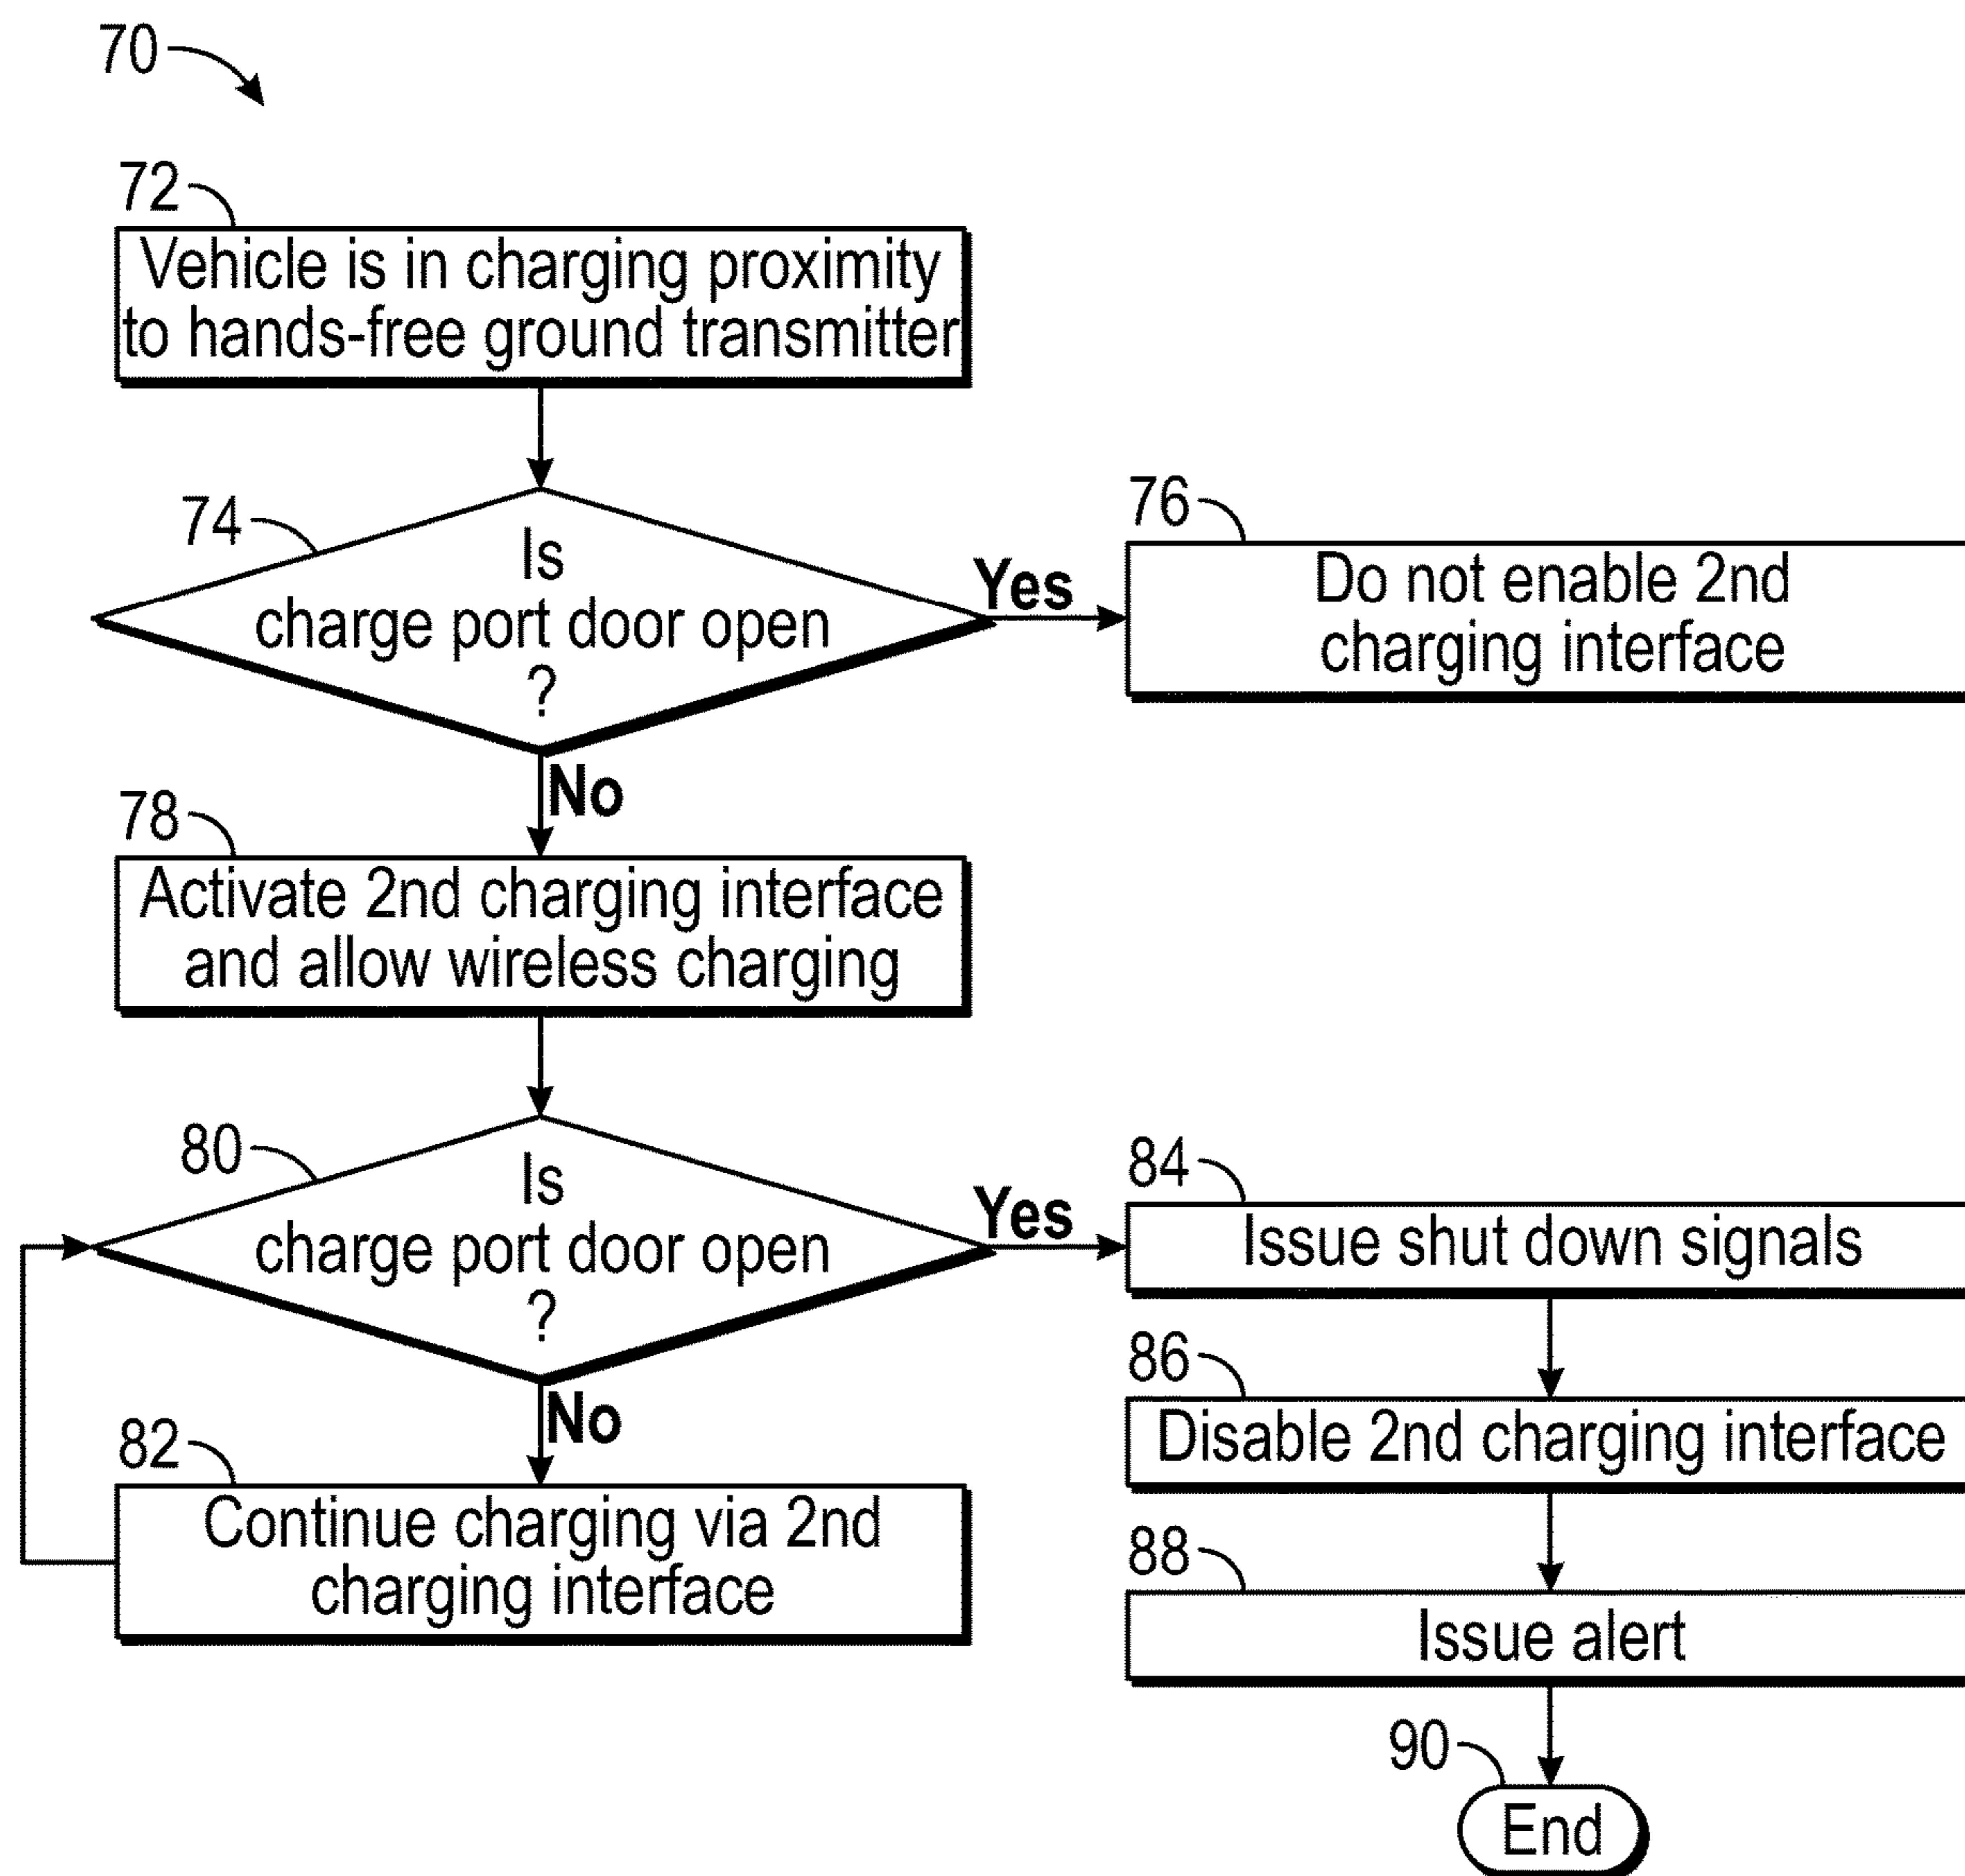 70
72
Vehicle is in charging proximity
to hands-free ground transmitter
74
Is
charge port door open
?
Yes
76
Do not enable 2nd
charging interface
No
78
Activate 2nd charging interface
and allow wireless charging
80
Is
charge port door open
?
Yes
84
Issue shut down signals
No
86
Disable 2nd charging interface
82
Continue charging via 2nd
charging interface
88
Issue alert
90
End